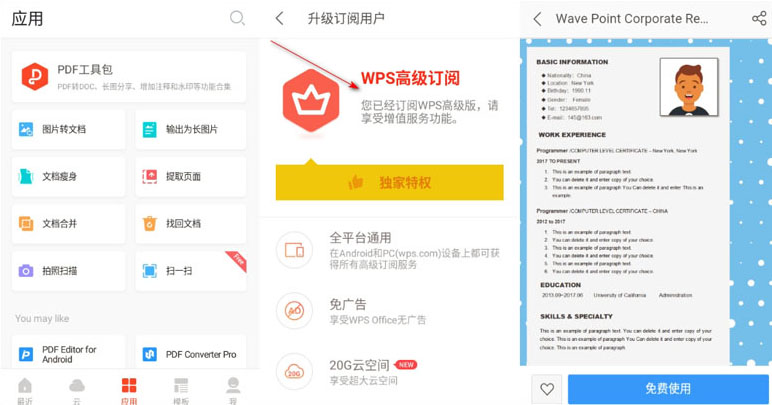 应用
PDF工具包
PDF转DOC、长图分享、增加注释和水印等功能合集
图片转文档
输出为长图片
文档瘦身
提取页面
文档合并
找回文档
拍照扫描
扫一扫
Free
You may like
PDF Editor for
Android
PDF Converter Pro
最近
云
应用
模板
我
升级订阅用户
WPS高级订阅
您已经订阅WPS高级版，请
享受增值服务功能。
独家特权
全平台通用
在Android和PC(wps.com)设备上都可获
得所有高级订阅服务
AD
免广告
享受WPS Office无广告
20G
20G云空间 NEW
享受超大云空间
Wave Point Corporate Re...
BASIC INFORMATION
Nationality: China
Location: New York
Birthday: 1990.11
Gender: Female
Tel: 1234657895
E-mail: 145@163.com
WORK EXPERIENCE
Programmer /COMPUTER LEVEL CERTIFICATE – New York, New York
2017 TO PRESENT
1. This is an example of paragraph text.
2. You can delete it and enter copy of your choice.
3. This is an example of paragraph You Can delete it and enter This is an
example.
Programmer /COMPUTER LEVEL CERTIFICATE – CHINA
2012 to 2017
1. This is an example of paragraph text.
2. You can delete it and enter copy of your choice.
3. This is an example of paragraph text.
4. You can delete it and enter copy of your choice.
5. This is an example of paragraph text.
6. You can delete it and enter copy of your choice.
EDUCATION
2013.09-2017.06 University of California Administration
SKILLS & SPECIALTY
This is an example of paragraph text. You can delete it and enter copy of your
choice. This is an example of paragraph text. You can delete it and enter copy of your
choice. This is an example of paragraph
免费使用